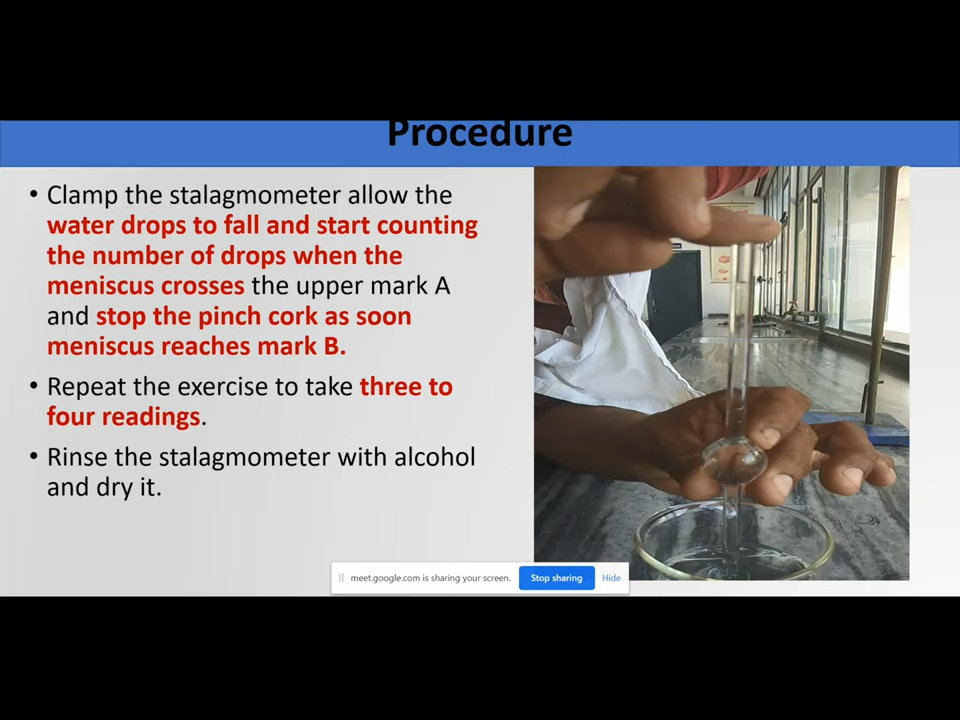 Procedure
• Clamp the stalagmometer allow the
water drops to fall and start counting
the number of drops when the
meniscus crosses the upper mark A
and stop the pinch cork as soon
meniscus reaches mark B.
• Repeat the exercise to take three to
four readings.
• Rinse the stalagmometer with alcohol
and dry it.
meet.google.com is sharing your screen. Stop sharing Hide